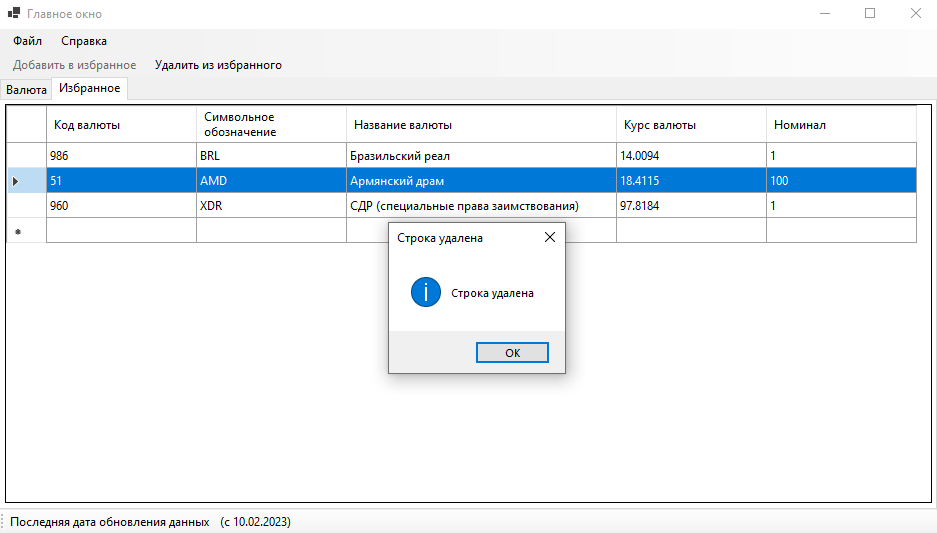 Главное окно
Файл Справка
Добавить в избранное Удалить из избранного
Валюта Избранное
Код валюты Символьное обозначение Название валюты Курс валюты Номинал
986 BRL Бразильский реал 14.0094 1
51 AMD Армянский драм 18.4115 100
960 XDR СДР (специальные права заимствования) 97.8184 1
Строка удалена
Строка удалена
OK
Последняя дата обновления данных (с 10.02.2023)